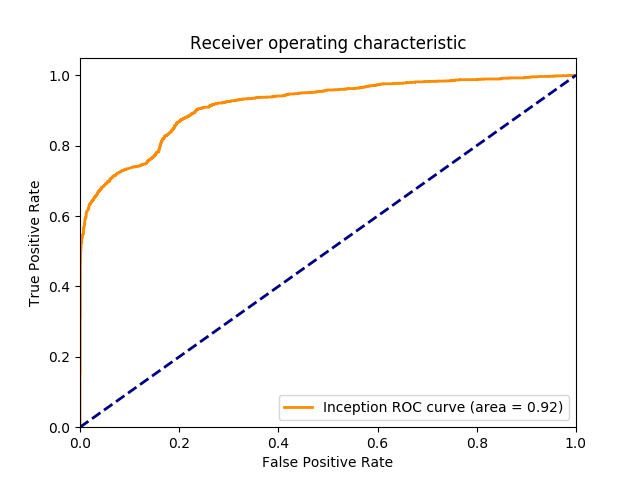 Receiver operating characteristic
True Positive Rate
1.0
0.8
0.6
0.4
0.2
0.0
0.0 0.2 0.4 0.6 0.8 1.0
False Positive Rate
Inception ROC curve (area = 0.92)